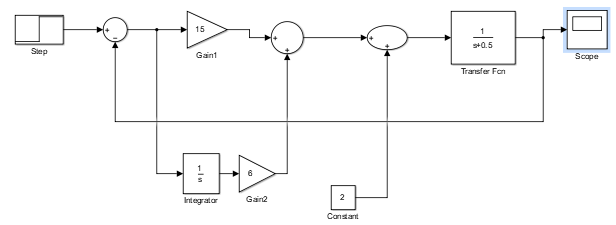 Step
+
−
15
Gain1
+
+
+
+
1
s+0.5
Transfer Fcn
Scope
1
s
Integrator
6
Gain2
2
Constant